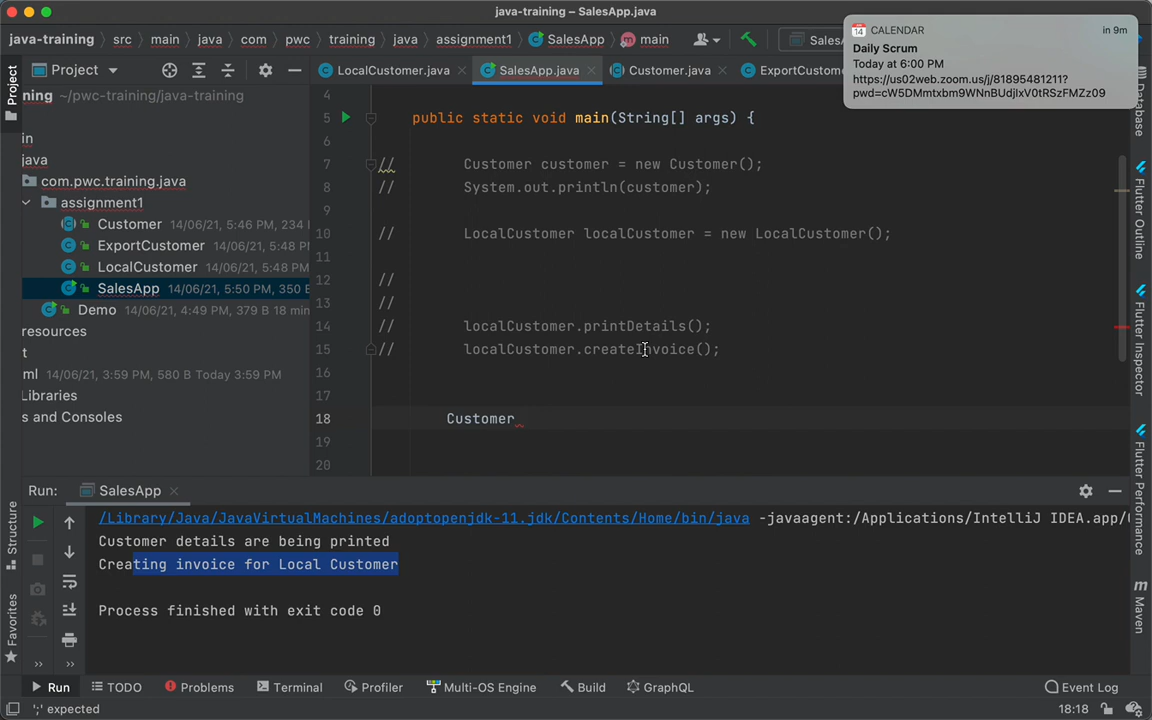 java-training – SalesApp.java
java-training src main java com pwc training java assignment1 SalesApp main Sales
CALENDAR in 9m
Daily Scrum
Today at 6:00 PM
https://us02web.zoom.us/j/81895481211?
pwd=cW5DMmtxbm9WNnBUdjlxV0tRSzFMZz09
Project
Project
LocalCustomer.java
SalesApp.java
Customer.java
ExportCustom
ning ~/pwc-training/java-training
in
java
com.pwc.training.java
assignment1
Customer 14/06/21, 5:46 PM, 234
ExportCustomer 14/06/21, 5:48 P
LocalCustomer 14/06/21, 5:48 PM
SalesApp 14/06/21, 5:50 PM, 350 B
Demo 14/06/21, 4:49 PM, 379 B 18 min
resources
t
ml 14/06/21, 3:59 PM, 580 B Today 3:59 PM
Libraries
s and Consoles
4
5 public static void main(String[] args) {
6
7 // Customer customer = new Customer();
8 // System.out.println(customer);
9
10 // LocalCustomer localCustomer = new LocalCustomer();
11
12 //
13 //
14 // localCustomer.printDetails();
15 // localCustomer.createInvoice();
16
17
18 Customer
19
20
Database
Flutter Outline
Flutter Inspector
Flutter Performance
Maven
Structure
Favorites
Run: SalesApp
/Library/Java/JavaVirtualMachines/adoptopenjdk-11.jdk/Contents/Home/bin/java -javaagent:/Applications/IntelliJ IDEA.app/
Customer details are being printed
Creating invoice for Local Customer
Process finished with exit code 0
Run TODO Problems Terminal Profiler Multi-OS Engine Build GraphQL Event Log
';' expected 18:18